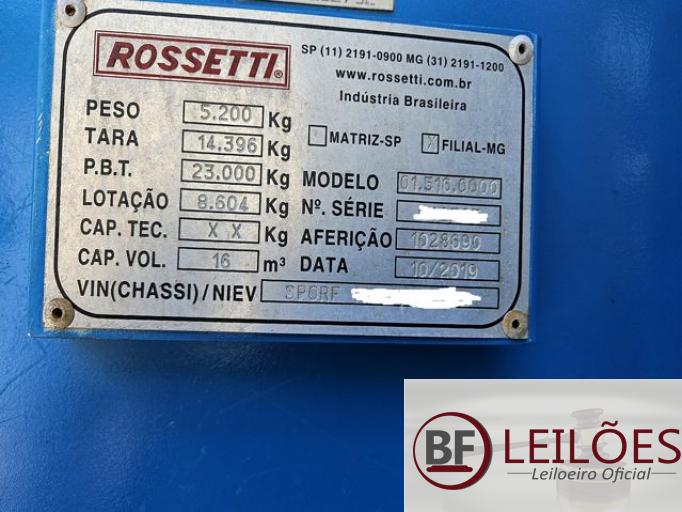 ROSSETTI®
SP (11) 2191-0900 MG (31) 2191-1200
www.rossetti.com.br
Indústria Brasileira
PESO 5.200 Kg
TARA 14.396 Kg
MATRIZ-SP X FILIAL-MG
P.B.T. 23.000 Kg
MODELO 01.516.0000
LOTAÇÃO 8.604 Kg
Nº. SÉRIE
CAP. TEC. X X Kg
AFERIÇÃO
CAP. VOL. 16 m³
DATA 10/2019
VIN(CHASSI)/NIEV
BF LEILÕES
Leiloeiro Oficial